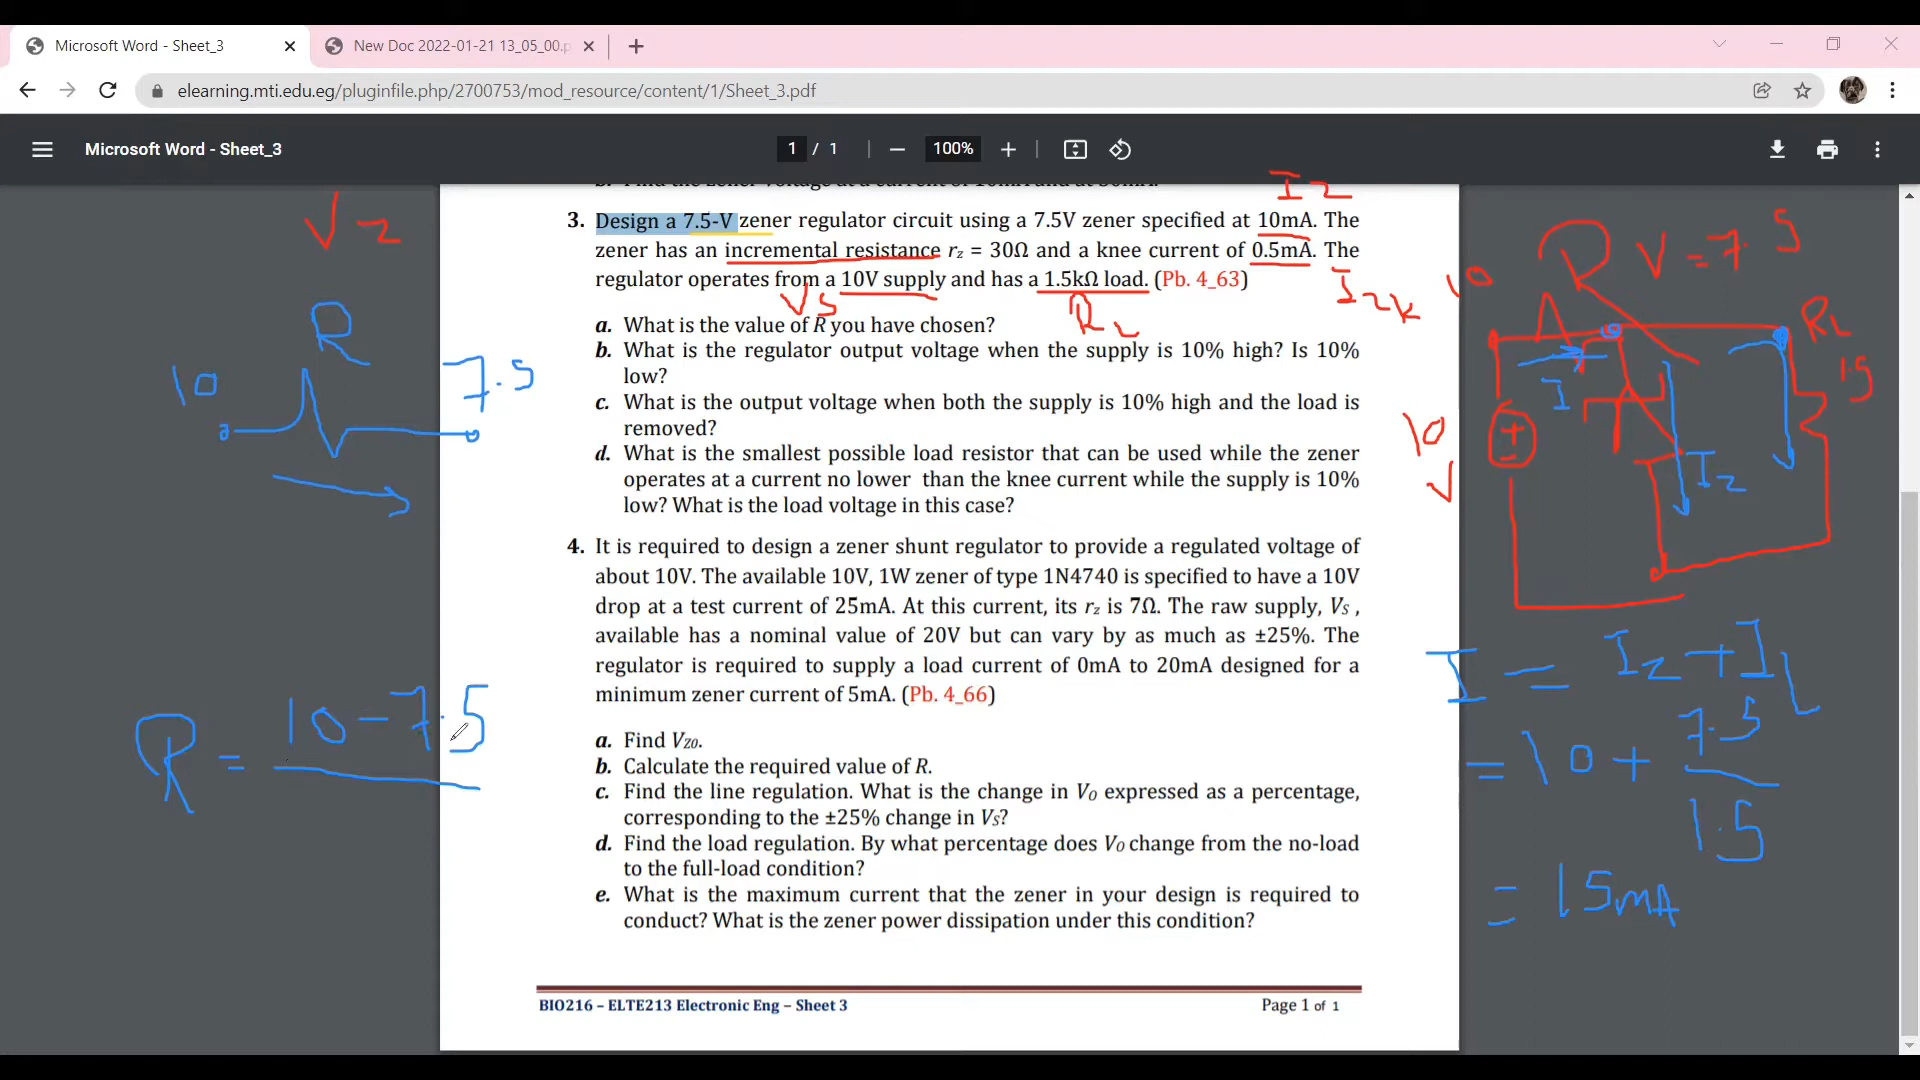 Microsoft Word - Sheet_3
New Doc 2022-01-21 13_05_00.p
elearning.mti.edu.eg/pluginfile.php/2700753/mod_resource/content/1/Sheet_3.pdf
Microsoft Word - Sheet_3
1 / 1
100%
3. Design a 7.5-V zener regulator circuit using a 7.5V zener specified at 10mA. The
zener has an incremental resistance rz = 30Ω and a knee current of 0.5mA. The
regulator operates from a 10V supply and has a 1.5kΩ load. (Pb. 4_63)
a. What is the value of R you have chosen?
b. What is the regulator output voltage when the supply is 10% high? Is 10%
low?
c. What is the output voltage when both the supply is 10% high and the load is
removed?
d. What is the smallest possible load resistor that can be used while the zener
operates at a current no lower than the knee current while the supply is 10%
low? What is the load voltage in this case?
4. It is required to design a zener shunt regulator to provide a regulated voltage of
about 10V. The available 10V, 1W zener of type 1N4740 is specified to have a 10V
drop at a test current of 25mA. At this current, its rz is 7Ω. The raw supply, VS ,
available has a nominal value of 20V but can vary by as much as ±25%. The
regulator is required to supply a load current of 0mA to 20mA designed for a
minimum zener current of 5mA. (Pb. 4_66)
a. Find VZ0.
b. Calculate the required value of R.
c. Find the line regulation. What is the change in VO expressed as a percentage,
corresponding to the ±25% change in VS?
d. Find the load regulation. By what percentage does VO change from the no-load
to the full-load condition?
e. What is the maximum current that the zener in your design is required to
conduct? What is the zener power dissipation under this condition?
BIO216 – ELTE213 Electronic Eng – Sheet 3
Page 1 of 1
Vz
Iz
Vs
RL
Izk
R
10
7.5
R = 10 - 7.5
10
R
V = 7.5
RL
1.5
I
Iz
10
V
I = Iz + IL
= 10 + 7.5
1.5
= 15mA